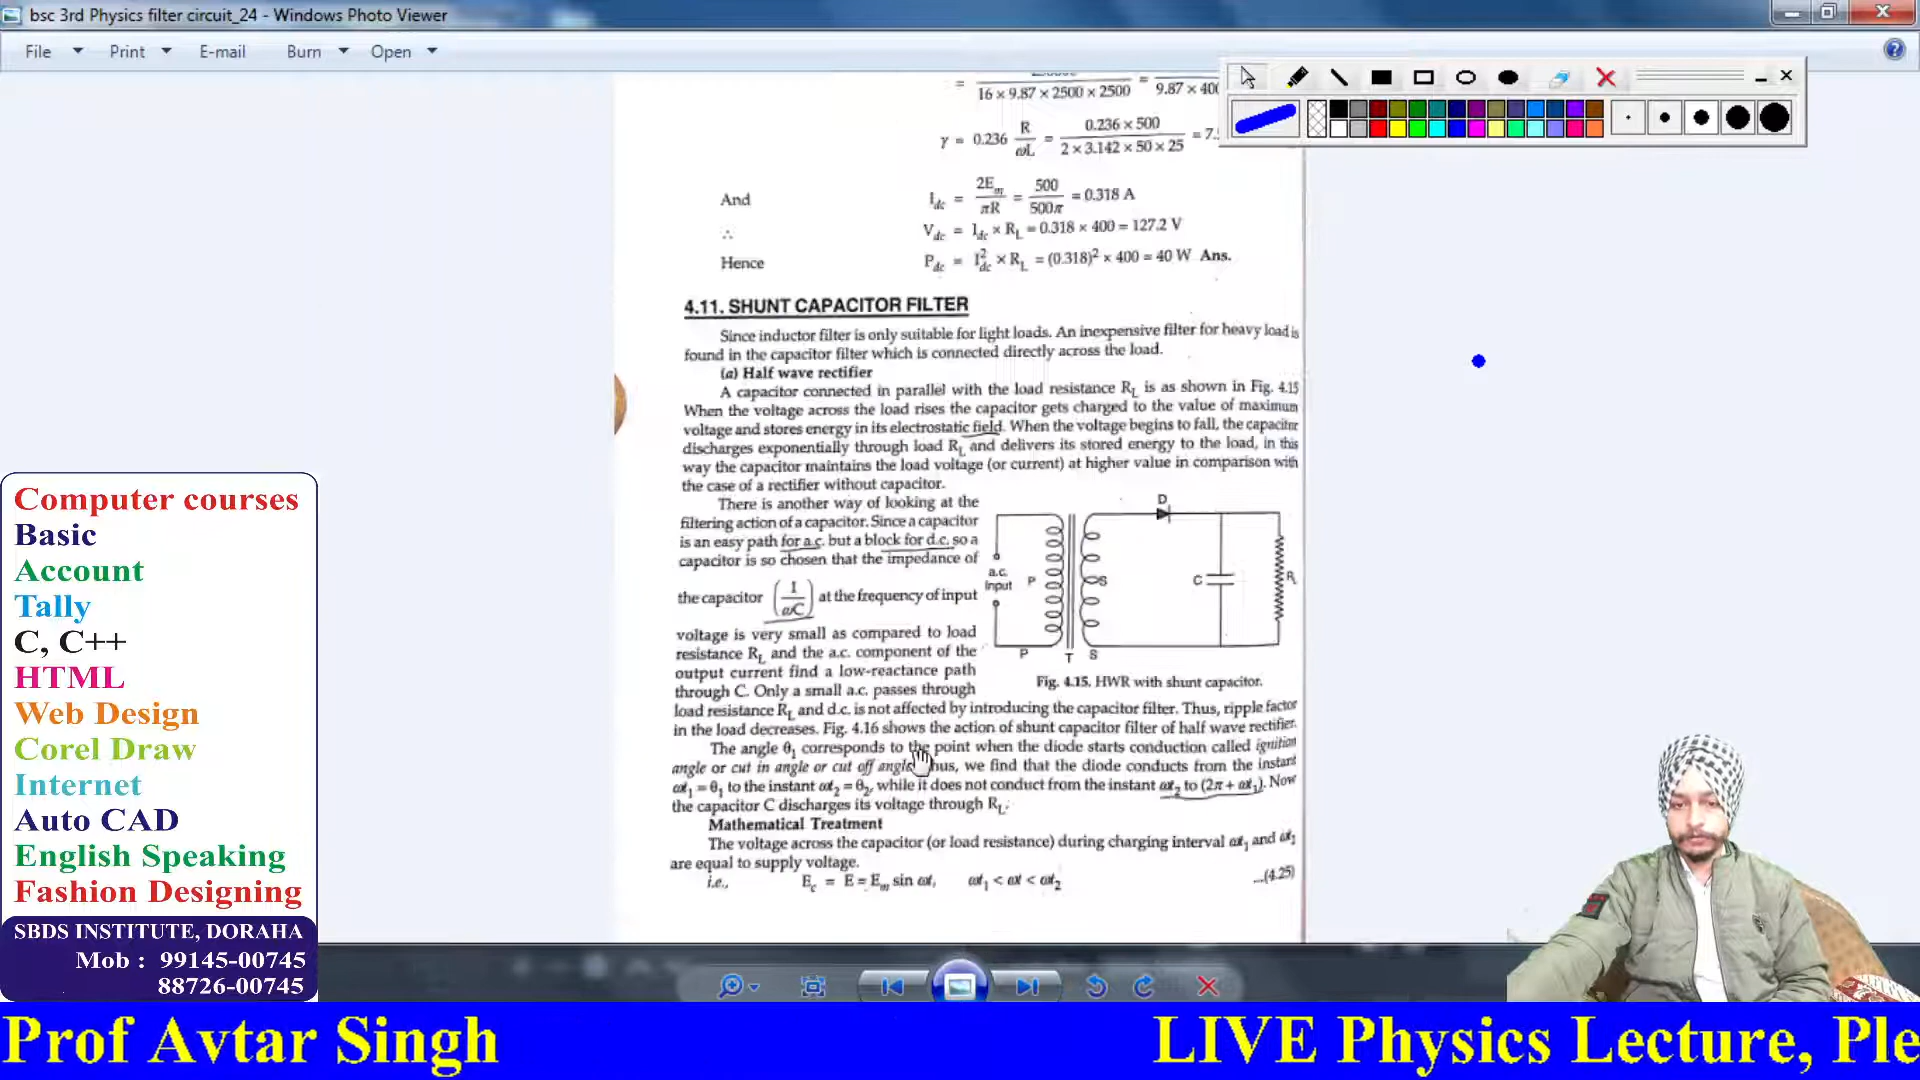 bsc 3rd Physics filter circuit_24 - Windows Photo Viewer
File Print E-mail Burn Open
= 16 × 9.87 × 2500 × 2500 = 9.87 × 400
γ = 0.236 R/ωL = 0.236 × 500 / 2 × 3.142 × 50 × 25 = 7.
And I_dc = 2E_m/πR = 500/500π = 0.318 A
∴ V_dc = I_dc × R_L = 0.318 × 400 = 127.2 V
Hence P_dc = I²_dc × R_L = (0.318)² × 400 = 40 W Ans.
4.11. SHUNT CAPACITOR FILTER
Since inductor filter is only suitable for light loads. An inexpensive filter for heavy load is
found in the capacitor filter which is connected directly across the load.
(a) Half wave rectifier
A capacitor connected in parallel with the load resistance R_L is as shown in Fig. 4.15
When the voltage across the load rises the capacitor gets charged to the value of maximum
voltage and stores energy in its electrostatic field. When the voltage begins to fall, the capacitor
discharges exponentially through load R_L and delivers its stored energy to the load, in this
way the capacitor maintains the load voltage (or current) at higher value in comparison with
the case of a rectifier without capacitor.
There is another way of looking at the
filtering action of a capacitor. Since a capacitor
is an easy path for a.c. but a block for d.c. so a
capacitor is so chosen that the impedance of
the capacitor (1/ωC) at the frequency of input
voltage is very small as compared to load
resistance R_L and the a.c. component of the
output current find a low-reactance path
through C. Only a small a.c. passes through
D
a.c.
input
P
S
C
R
P T S
Fig. 4.15. HWR with shunt capacitor.
load resistance R_L and d.c. is not affected by introducing the capacitor filter. Thus, ripple factor
in the load decreases. Fig. 4.16 shows the action of shunt capacitor filter of half wave rectifier.
The angle θ₁ corresponds to the point when the diode starts conduction called ignition
angle or cut in angle or cut off angle. Thus, we find that the diode conducts from the instant
ωt₁ = θ₁ to the instant ωt₂ = θ₂, while it does not conduct from the instant ωt₂ to (2π + ωt₁). Now
the capacitor C discharges its voltage through R_L.
Mathematical Treatment
The voltage across the capacitor (or load resistance) during charging interval ωt₁ and ωt₂
are equal to supply voltage.
i.e., E_c = E = E_m sin ωt, ωt₁ < ωt < ωt₂ ...(4.25)
Computer courses
Basic
Account
Tally
C, C++
HTML
Web Design
Corel Draw
Internet
Auto CAD
English Speaking
Fashion Designing
SBDS INSTITUTE, DORAHA
Mob : 99145-00745
88726-00745
Prof Avtar Singh LIVE Physics Lecture, Ple